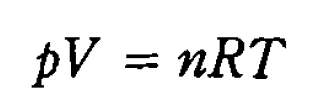 pV = nRT